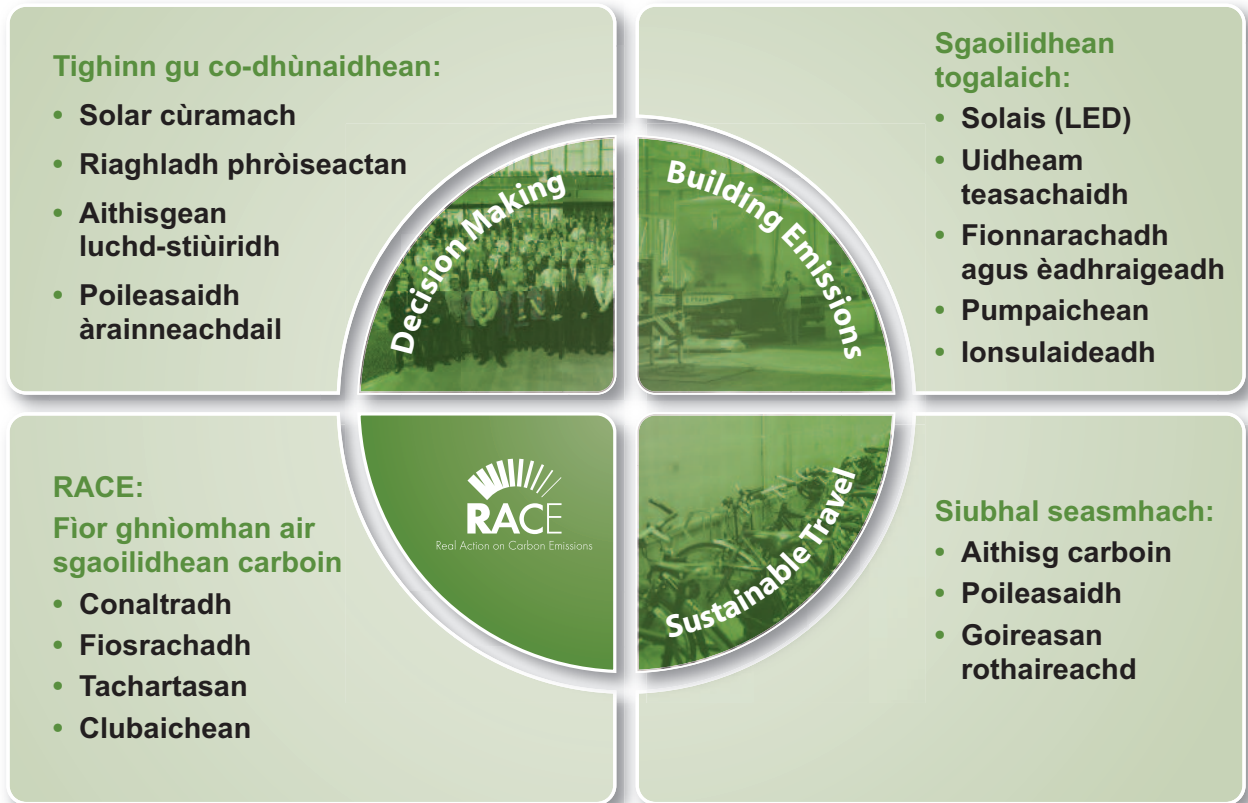 Tighinn gu co-dhùnaidhean:
• Solar cùramach
• Riaghladh phròiseactan
• Aithisgean
luchd-stiùiridh
• Poileasaidh
àrainneachdail
Decision Making
Building Emissions
Sgaoilidhean
togalaich:
• Solais (LED)
• Uidheam
teasachaidh
• Fionnarachadh
agus èadhraigeadh
• Pumpaichean
• Ionsulaideadh
RACE:
Fìor ghnìomhan air
sgaoilidhean carboin
• Conaltradh
• Fiosrachadh
• Tachartasan
• Clubaichean
RACE
Real Action on Carbon Emissions
Sustainable Travel
Siubhal seasmhach:
• Aithisg carboin
• Poileasaidh
• Goireasan
rothaireachd